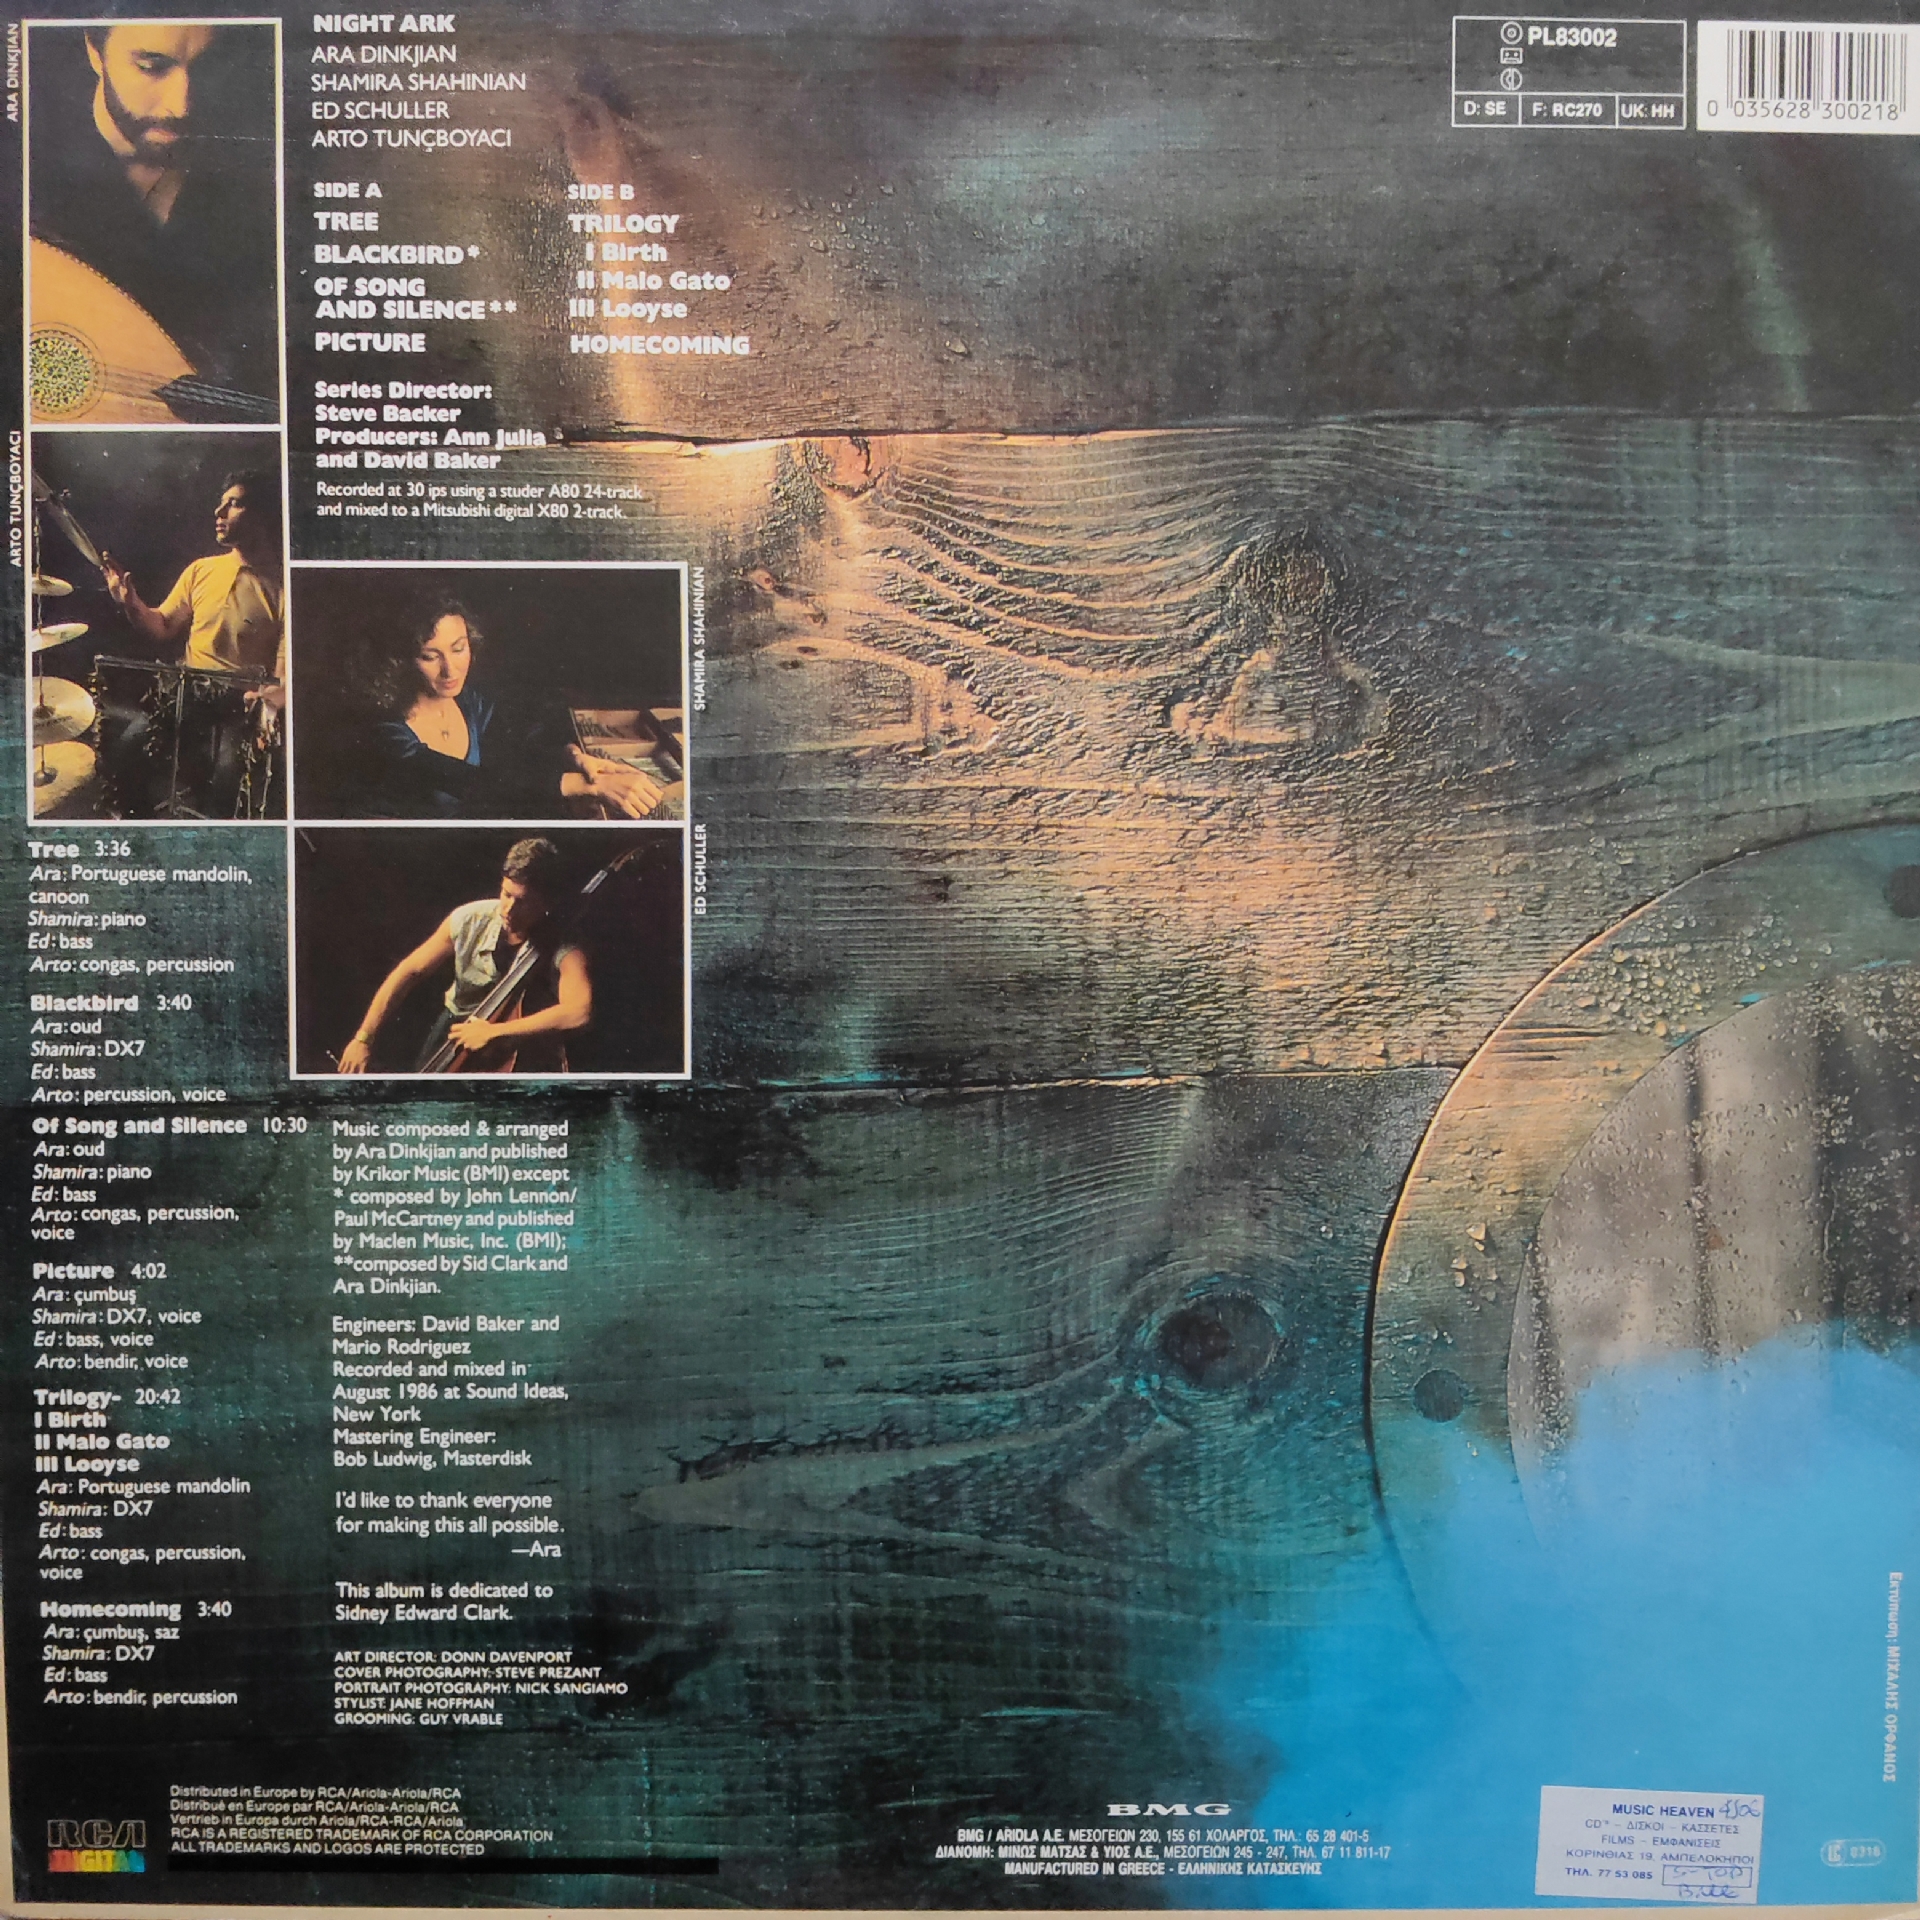 NIGHT ARK
ARA DINKJIAN
SHAMIRA SHAHINIAN
ED SCHULLER
ARTO TUNÇBOYACI
SIDE A
TREE
BLACKBIRD*
OF SONG
AND SILENCE**
PICTURE
SIDE B
TRILOGY
I Birth
II Malo Gato
III Looyse
HOMECOMING
Series Director:
Steve Backer
Producers: Ann Julia
and David Baker
Recorded at 30 ips using a studer A80 24-track
and mixed to a Mitsubishi digital X80 2-track.
PL83002
D: SE F: RC270 UK: HH
0 035628 300218
ARA DINKJIAN
ARTO TUNÇBOYACI
SHAMIRA SHAHINIAN
ED SCHULLER
Tree 3:36
Ara: Portuguese mandolin,
canoon
Shamira: piano
Ed: bass
Arto: congas, percussion
Blackbird 3:40
Ara: oud
Shamira: DX7
Ed: bass
Arto: percussion, voice
Of Song and Silence 10:30
Ara: oud
Shamira: piano
Ed: bass
Arto: congas, percussion,
voice
Picture 4:02
Ara: çumbuş
Shamira: DX7, voice
Ed: bass, voice
Arto: bendir, voice
Trilogy- 20:42
I Birth
II Malo Gato
III Looyse
Ara: Portuguese mandolin
Shamira: DX7
Ed: bass
Arto: congas, percussion,
voice
Homecoming 3:40
Ara: çumbuş, saz
Shamira: DX7
Ed: bass
Arto: bendir, percussion
Music composed & arranged
by Ara Dinkjian and published
by Krikor Music (BMI) except
* composed by John Lennon/
Paul McCartney and published
by Maclen Music, Inc. (BMI);
**composed by Sid Clark and
Ara Dinkjian.
Engineers: David Baker and
Mario Rodriguez
Recorded and mixed in
August 1986 at Sound Ideas,
New York
Mastering Engineer:
Bob Ludwig, Masterdisk
I'd like to thank everyone
for making this all possible.
—Ara
This album is dedicated to
Sidney Edward Clark.
ART DIRECTOR: DONN DAVENPORT
COVER PHOTOGRAPHY: STEVE PREZANT
PORTRAIT PHOTOGRAPHY: NICK SANGIAMO
STYLIST: JANE HOFFMAN
GROOMING: GUY VRABLE
RCA
DIGITAL
Distributed in Europe by RCA/Ariola-Ariola/RCA
Distribué en Europe par RCA/Ariola-Ariola/RCA
Vertrieb in Europa durch Ariola/RCA-RCA/Ariola
RCA IS A REGISTERED TRADEMARK OF RCA CORPORATION
ALL TRADEMARKS AND LOGOS ARE PROTECTED
BMG
BMG / ARIOLA A.E. ΜΕΣΟΓΕΙΩΝ 230, 155 61 ΧΟΛΑΡΓΟΣ, ΤΗΛ.: 65 28 401-5
ΔΙΑΝΟΜΗ: ΜΙΝΩΣ ΜΑΤΣΑΣ & ΥΙΟΣ Α.Ε., ΜΕΣΟΓΕΙΩΝ 245 - 247, ΤΗΛ. 67 11 811-17
MANUFACTURED IN GREECE - ΕΛΛΗΝΙΚΗΣ ΚΑΤΑΣΚΕΥΗΣ
MUSIC HEAVEN
CD'S – ΔΙΣΚΟΙ – ΚΑΣΣΕΤΕΣ
FILMS – ΕΜΦΑΝΙΣΕΙΣ
ΚΟΡΙΝΘΙΑΣ 19, ΑΜΠΕΛΟΚΗΠΟΙ
ΤΗΛ. 77 53 085
Εκτύπωση: ΜΙΧΑΛΗΣ ΟΡΦΑΝΟΣ